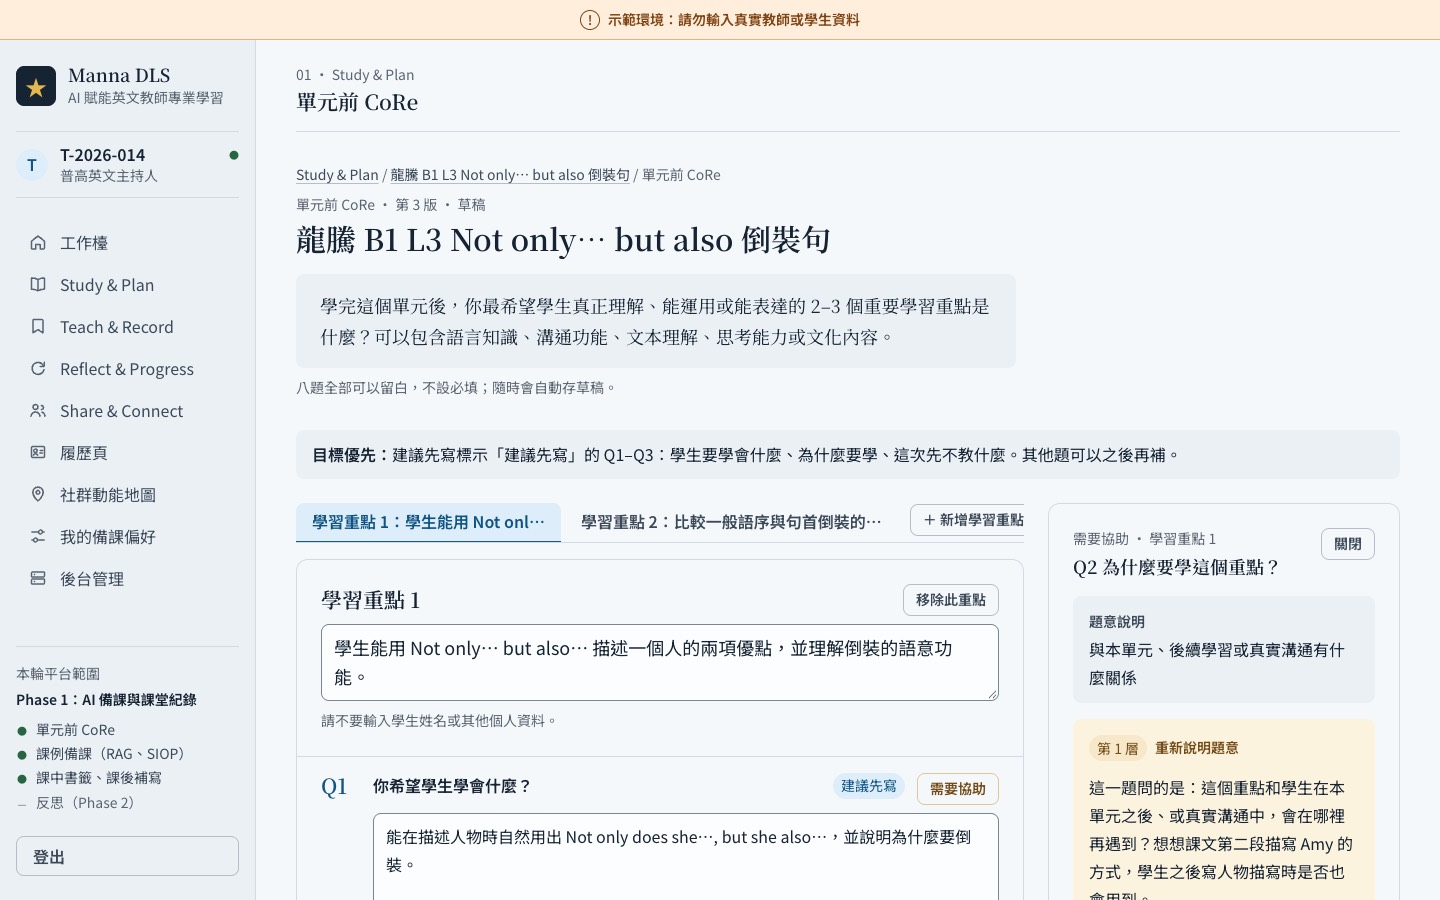 示範環境：請勿輸入真實教師或學生資料
Manna DLS
AI 賦能英文教師專業學習
T
T-2026-014
普高英文主持人
工作檯
Study & Plan
Teach & Record
Reflect & Progress
Share & Connect
履歷頁
社群動能地圖
我的備課偏好
後台管理
本輪平台範圍
Phase 1：AI 備課與課堂紀錄
單元前 CoRe
課例備課（RAG、SIOP）
課中書籤、課後補寫
– 反思（Phase 2）
登出
01 · Study & Plan
單元前 CoRe
Study & Plan / 龍騰 B1 L3 Not only… but also 倒裝句 / 單元前 CoRe
單元前 CoRe · 第 3 版 · 草稿
龍騰 B1 L3 Not only… but also 倒裝句
學完這個單元後，你最希望學生真正理解、能運用或能表達的 2–3 個重要學習重點是
什麼？可以包含語言知識、溝通功能、文本理解、思考能力或文化內容。
八題全部可以留白，不設必填；隨時會自動存草稿。
目標優先：建議先寫標示「建議先寫」的 Q1–Q3：學生要學會什麼、為什麼要學、這次先不教什麼。其他題可以之後再補。
學習重點 1：學生能用 Not onl…
學習重點 2：比較一般語序與句首倒裝的…
＋ 新增學習重點
學習重點 1
移除此重點
學生能用 Not only… but also… 描述一個人的兩項優點，並理解倒裝的語意功
能。
請不要輸入學生姓名或其他個人資料。
Q1
你希望學生學會什麼？
建議先寫
需要協助
能在描述人物時自然用出 Not only does she…, but she also…，並說明為什麼要倒
裝。
需要協助 · 學習重點 1
關閉
Q2 為什麼要學這個重點？
題意說明
與本單元、後續學習或真實溝通有什
麼關係
第 1 層
重新說明題意
這一題問的是：這個重點和學生在本
單元之後、或真實溝通中，會在哪裡
再遇到？想想課文第二段描寫 Amy 的
方式，學生之後寫人物描寫時是否也
會用到。